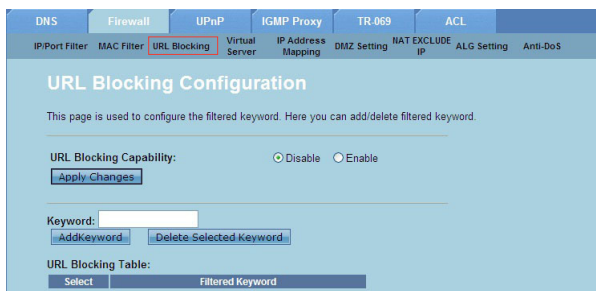 DNS Firewall UPnP IGMP Proxy TR-069 ACL
IP/Port Filter MAC Filter URL Blocking Virtual Server IP Address Mapping DMZ Setting NAT EXCLUDE IP ALG Setting Anti-DoS
URL Blocking Configuration
This page is used to configure the filtered keyword. Here you can add/delete filtered keyword.
URL Blocking Capability: Disable Enable
Apply Changes
Keyword:
AddKeyword Delete Selected Keyword
URL Blocking Table:
Select Filtered Keyword